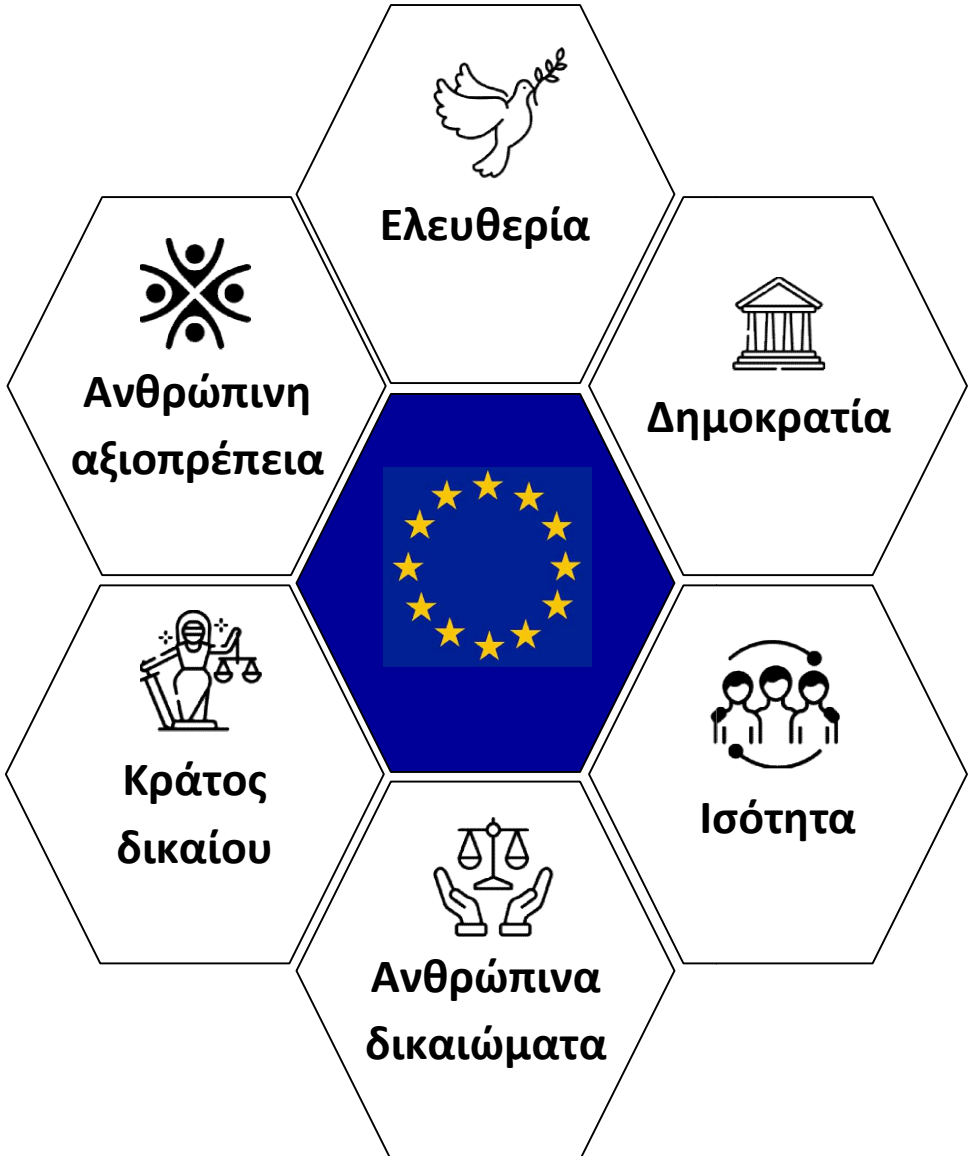 Ελευθερία
Ανθρώπινη
αξιοπρέπεια
Δημοκρατία
Κράτος
δικαίου
Ισότητα
Ανθρώπινα
δικαιώματα